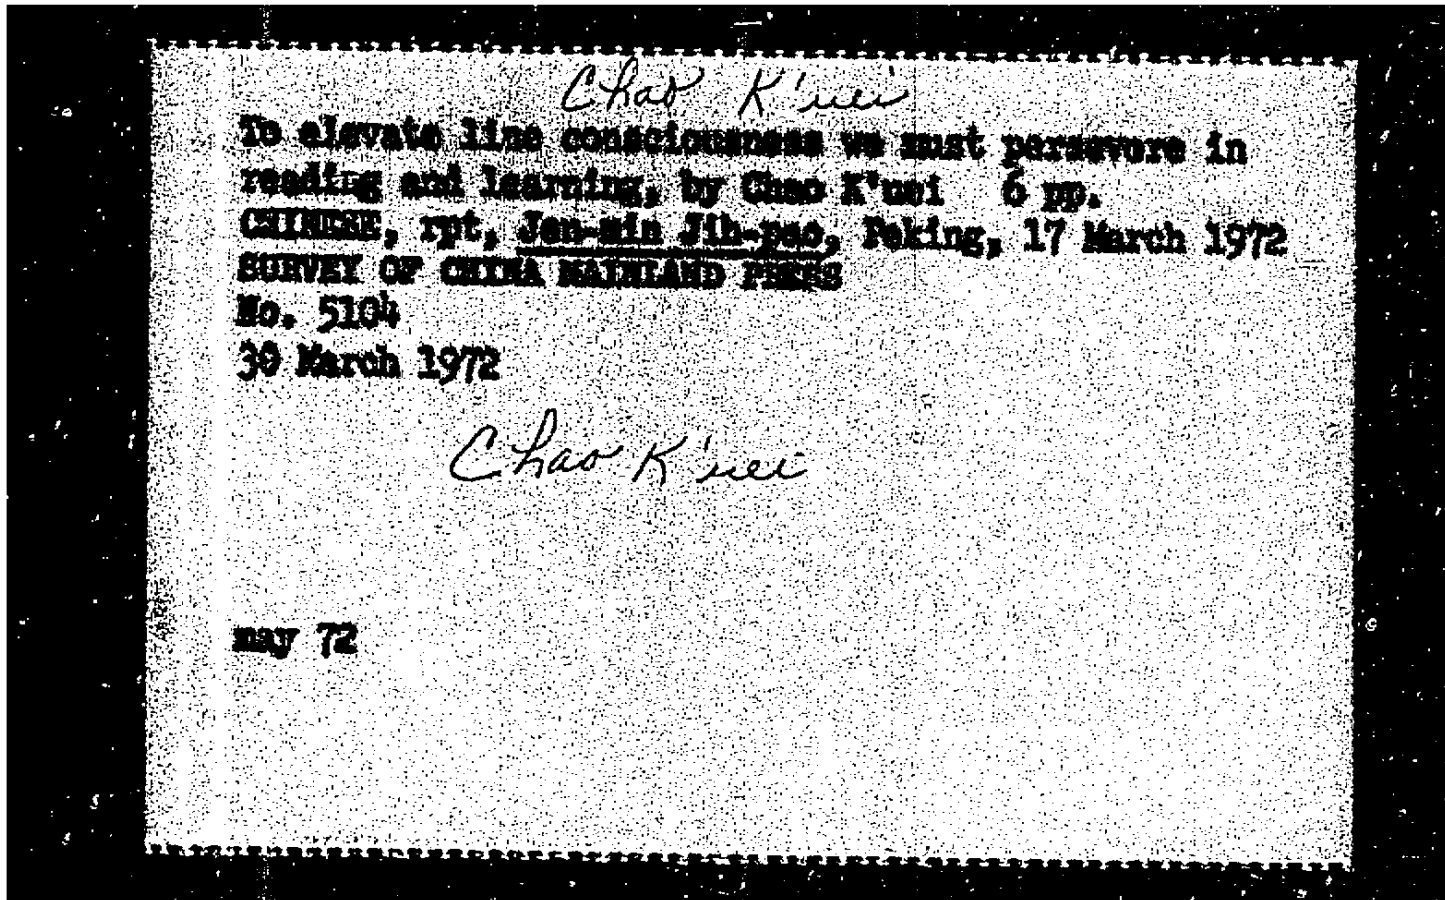 Chao K'uei
To elevate line consciousness we must persevere in
reading and learning, by Chao K'uei 6 pp.
CHINESE, rpt, Jen-min Jih-pao, Peking, 17 March 1972
SURVEY OF CHINA MAINLAND PRESS
No. 5104
30 March 1972
Chao K'uei
may 72